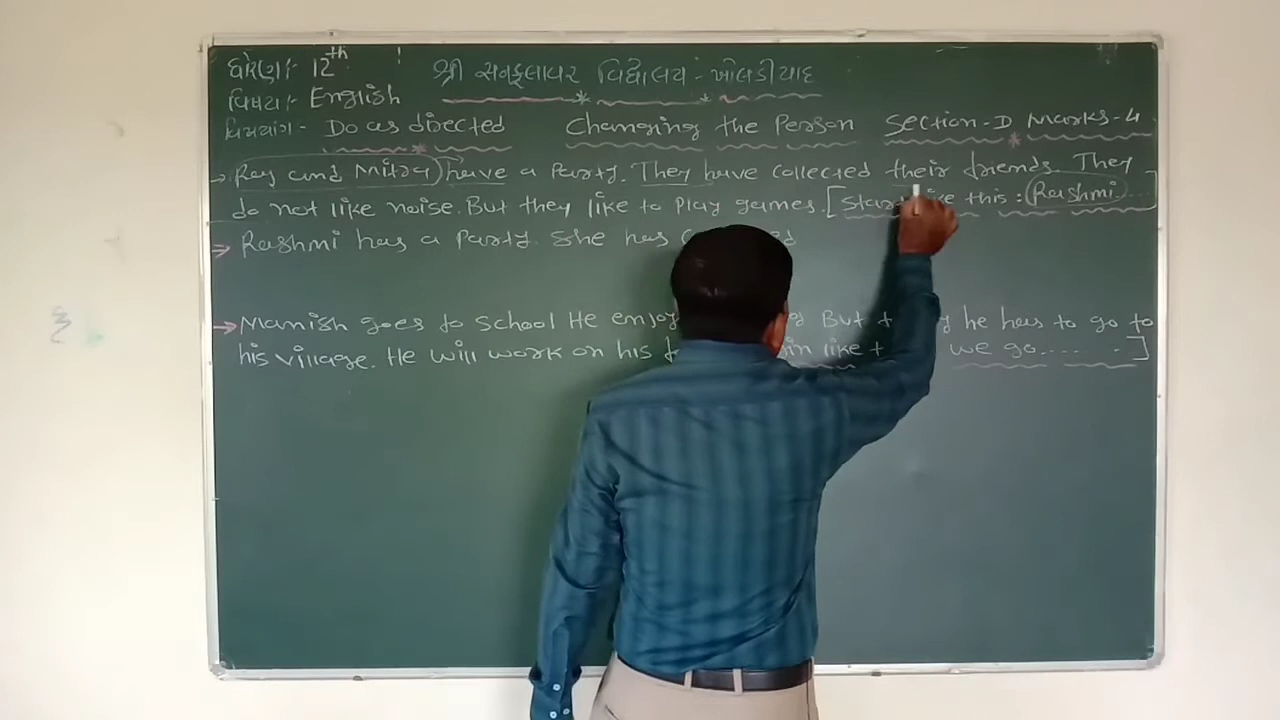 ધોરણ:- 12th
શ્રી સનફ્લાવર વિદ્યાલય - ખોલડીયાદ
વિષય:- English
વિભાગ:- Do as directed Changing the Person Section-D Marks-4
→ Raj and Mitra have a Party. They have collected their friends. They
do not like noise. But they like to play games. [Start like this : Rashmi....]
→ Rashmi has a Party. She has
→ Manish goes to School He enjoy But he has to go to
his village. He will work on his like we go..... .]